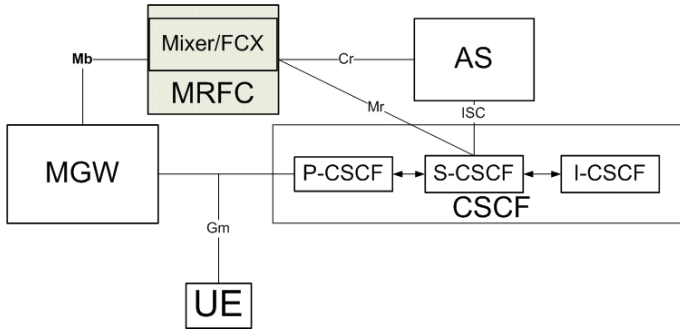 Mixer/FCX
MRFC
Mb
Cr
AS
Mr
ISC
MGW
P-CSCF
S-CSCF
I-CSCF
CSCF
Gm
UE